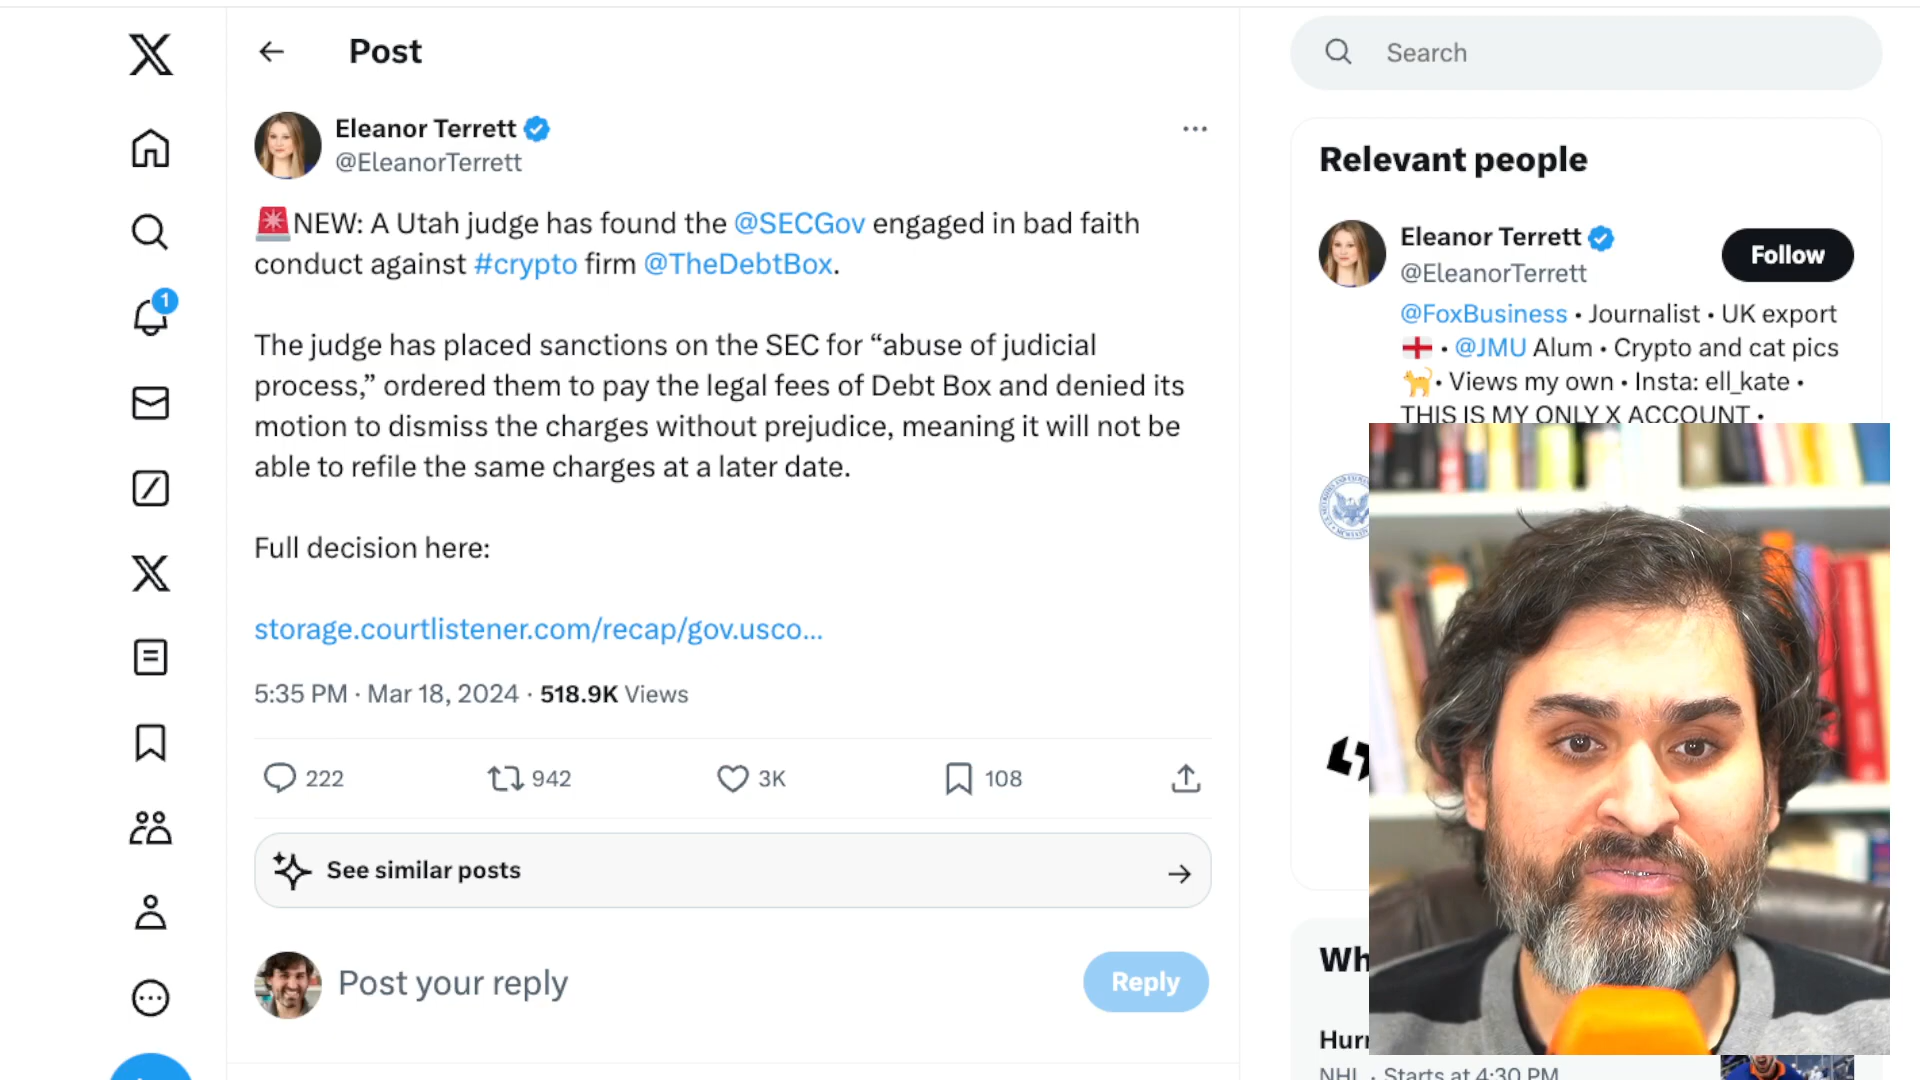 Post
Search
Eleanor Terrett
@EleanorTerrett
🚨NEW: A Utah judge has found the @SECGov engaged in bad faith
conduct against #crypto firm @TheDebtBox.
The judge has placed sanctions on the SEC for “abuse of judicial
process,” ordered them to pay the legal fees of Debt Box and denied its
motion to dismiss the charges without prejudice, meaning it will not be
able to refile the same charges at a later date.
Full decision here:
storage.courtlistener.com/recap/gov.usco...
5:35 PM · Mar 18, 2024 · 518.9K Views
222
942
3K
108
See similar posts
Post your reply
Reply
1
Relevant people
Eleanor Terrett
@EleanorTerrett
Follow
@FoxBusiness • Journalist • UK export
🏴󠁧󠁢󠁥󠁮󠁧󠁿 • @JMU Alum • Crypto and cat pics
🐈• Views my own • Insta: ell_kate •
THIS IS MY ONLY X ACCOUNT •
Wh
Hurr
NHL · Starts at 4:30 PM